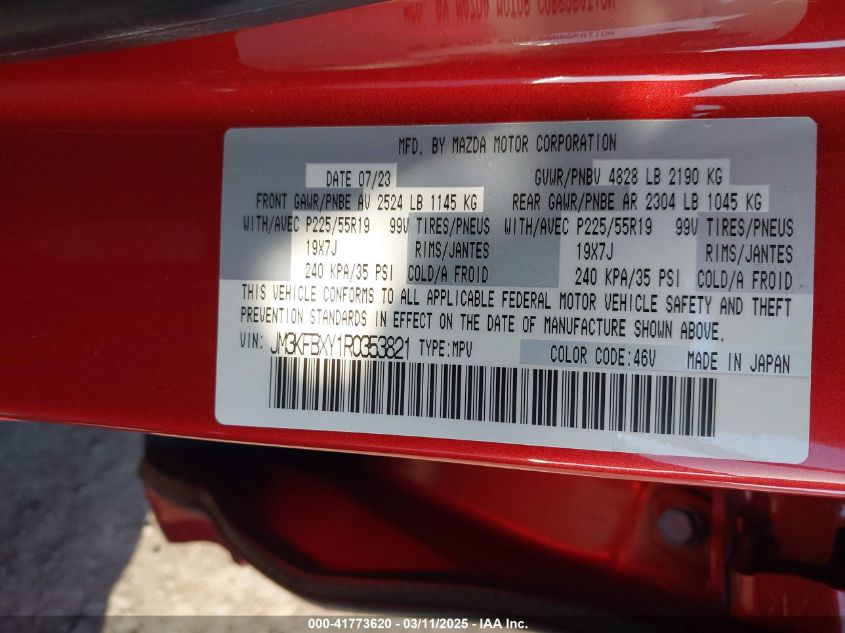 MFD. BY MAZDA MOTOR CORPORATION
DATE 07/23 GVWR/PNBV 4828 LB 2190 KG
FRONT GAWR/PNBE AV 2524 LB 1145 KG REAR GAWR/PNBE AR 2304 LB 1045 KG
WITH/AVEC P225/55R19 99V TIRES/PNEUS WITH/AVEC P225/55R19 99V TIRES/PNEUS
19X7J RIMS/JANTES 19X7J RIMS/JANTES
240 KPA/35 PSI COLD/A FROID 240 KPA/35 PSI COLD/A FROID
THIS VEHICLE CONFORMS TO ALL APPLICABLE FEDERAL MOTOR VEHICLE SAFETY AND THEFT
PREVENTION STANDARDS IN EFFECT ON THE DATE OF MANUFACTURE SHOWN ABOVE.
VIN: JM3KFBXY1R0353821 TYPE:MPV COLOR CODE:46V MADE IN JAPAN
000-41773620 - 03/11/2025 - IAA Inc.